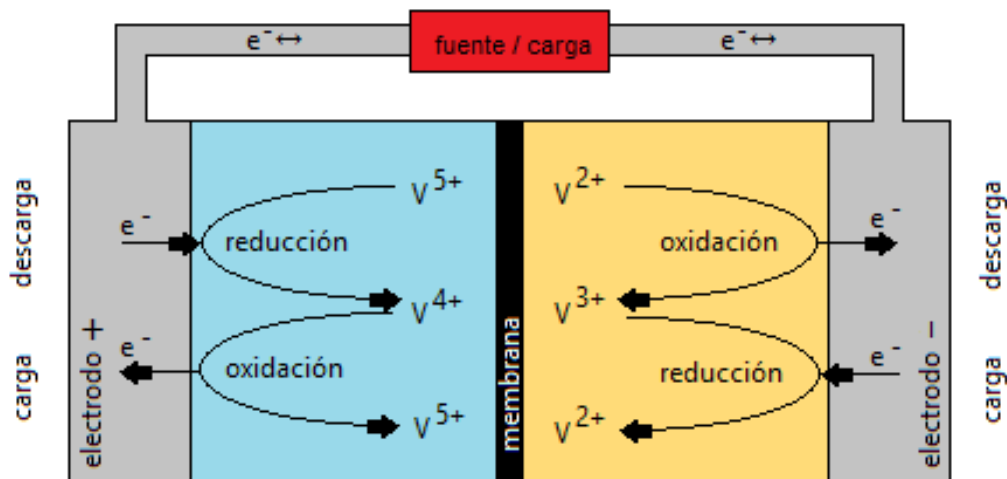 e⁻ ↔
fuente / carga
e⁻ ↔
descarga
carga
electrodo +
e⁻
e⁻
V⁵⁺
reducción
V⁴⁺
oxidación
V⁵⁺
membrana
V²⁺
oxidación
V³⁺
reducción
V²⁺
e⁻
e⁻
electrodo −
descarga
carga